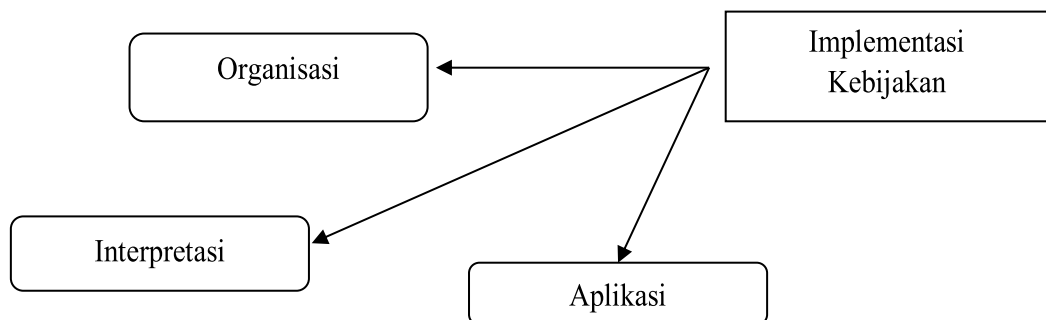 Organisasi
Implementasi
Kebijakan
Interpretasi
Aplikasi